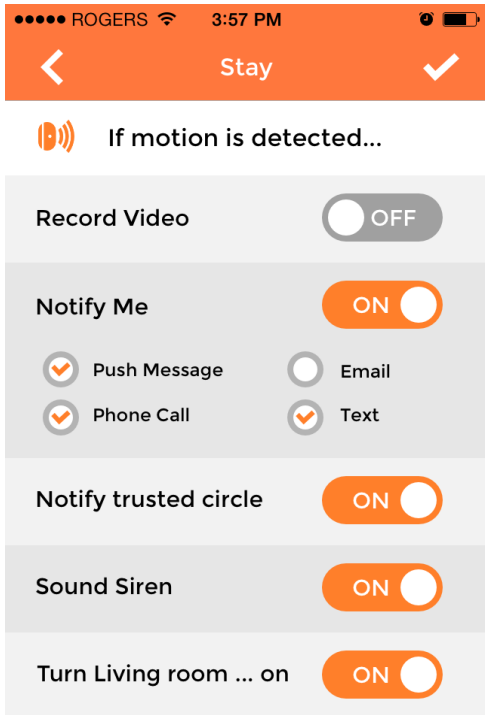 ROGERS 3:57 PM
Stay
If motion is detected...
Record Video OFF
Notify Me ON
Push Message Email
Phone Call Text
Notify trusted circle ON
Sound Siren ON
Turn Living room ... on ON